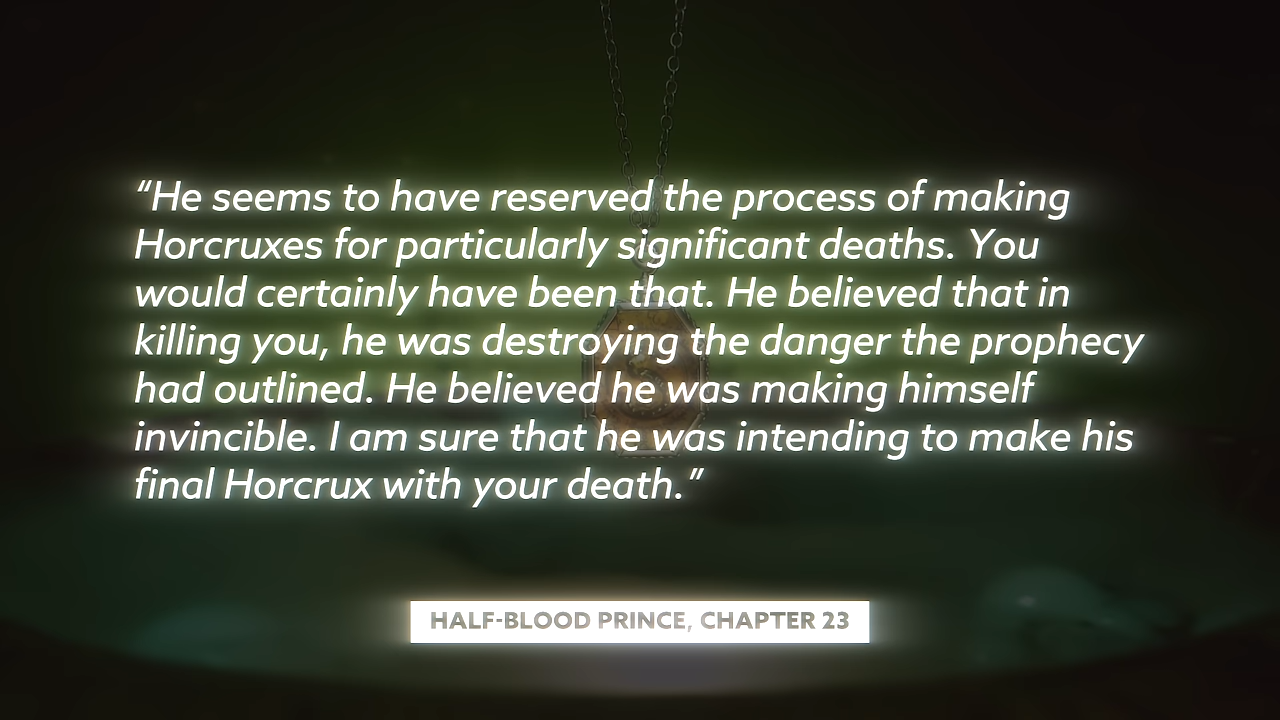 “He seems to have reserved the process of making
Horcruxes for particularly significant deaths. You
would certainly have been that. He believed that in
killing you, he was destroying the danger the prophecy
had outlined. He believed he was making himself
invincible. I am sure that he was intending to make his
final Horcrux with your death.”
HALF-BLOOD PRINCE, CHAPTER 23